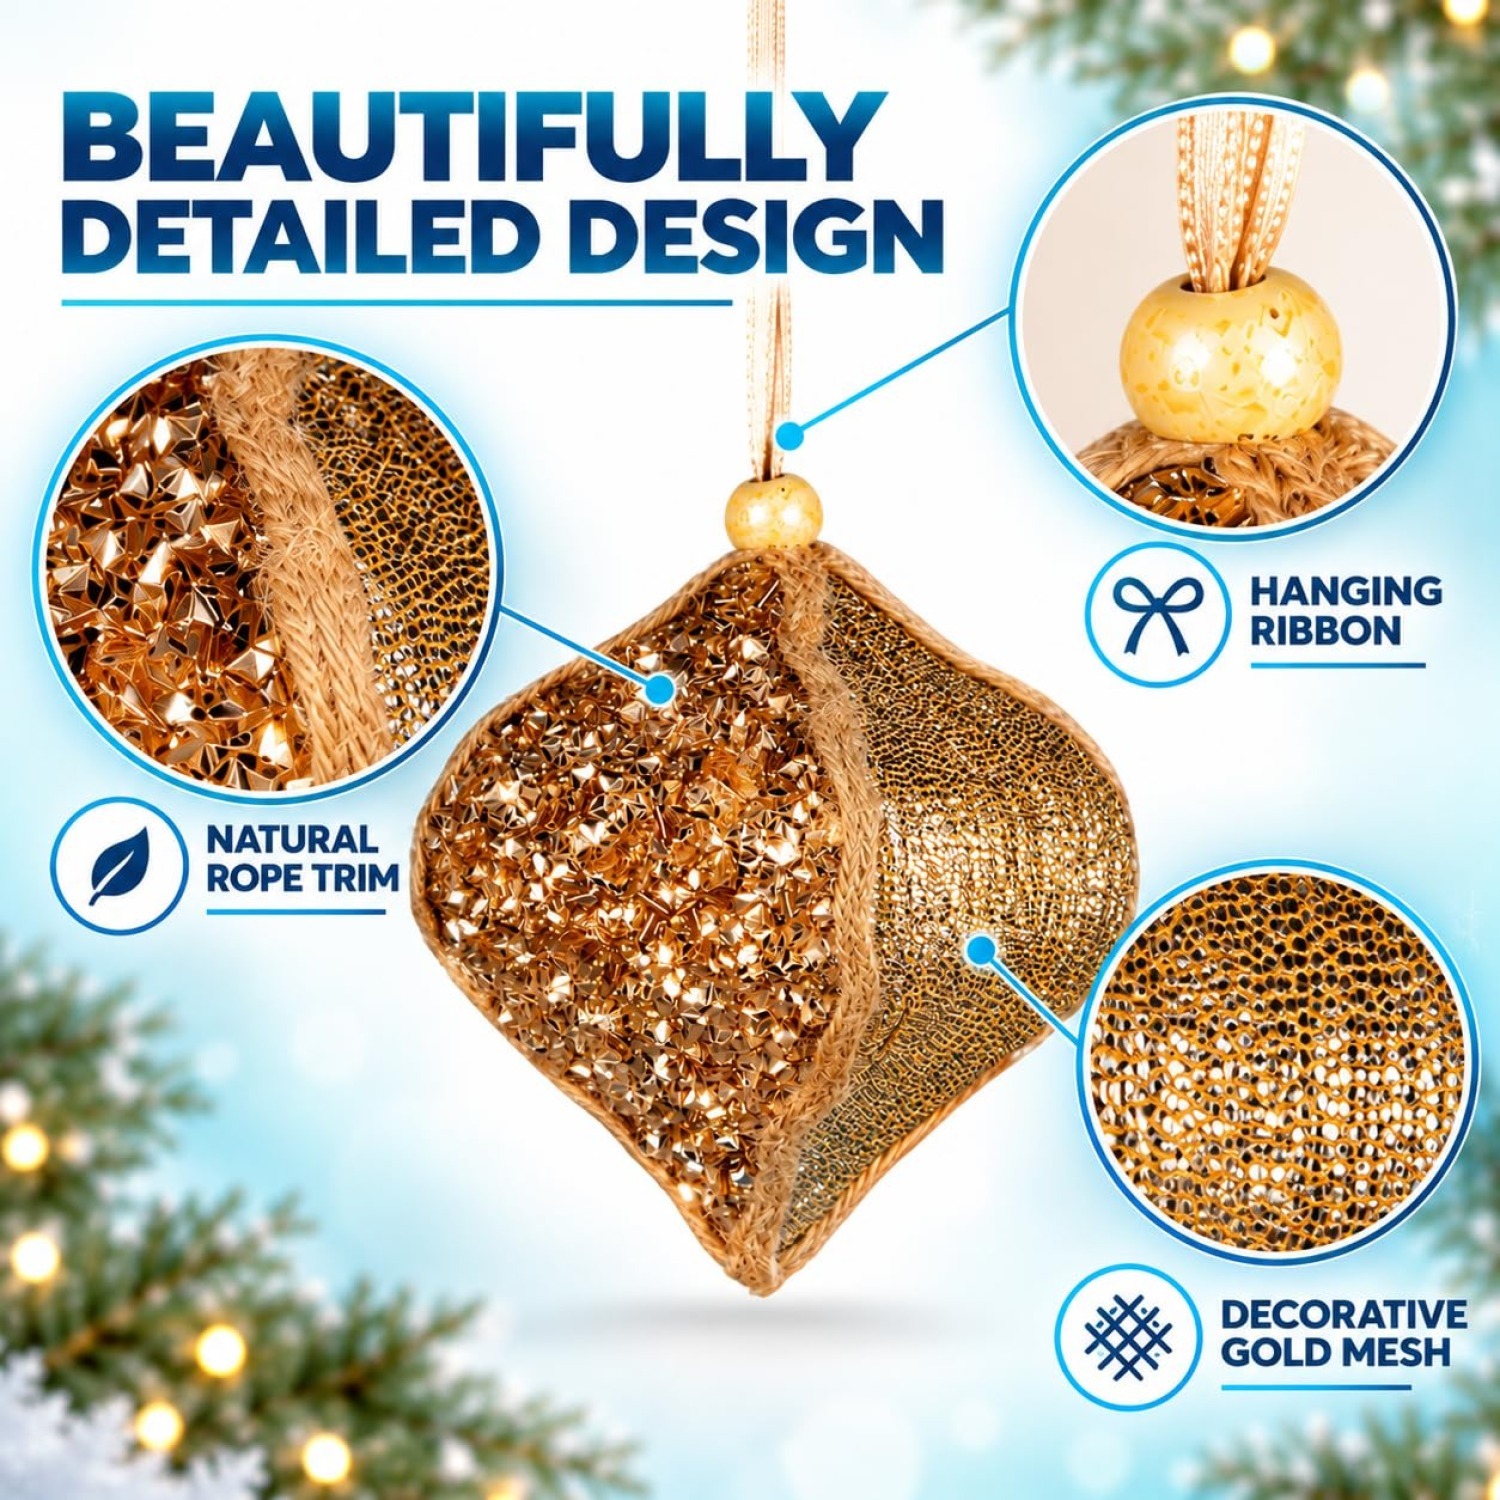 BEAUTIFULLY
DETAILED DESIGN
HANGING
RIBBON
NATURAL
ROPE TRIM
DECORATIVE
GOLD MESH